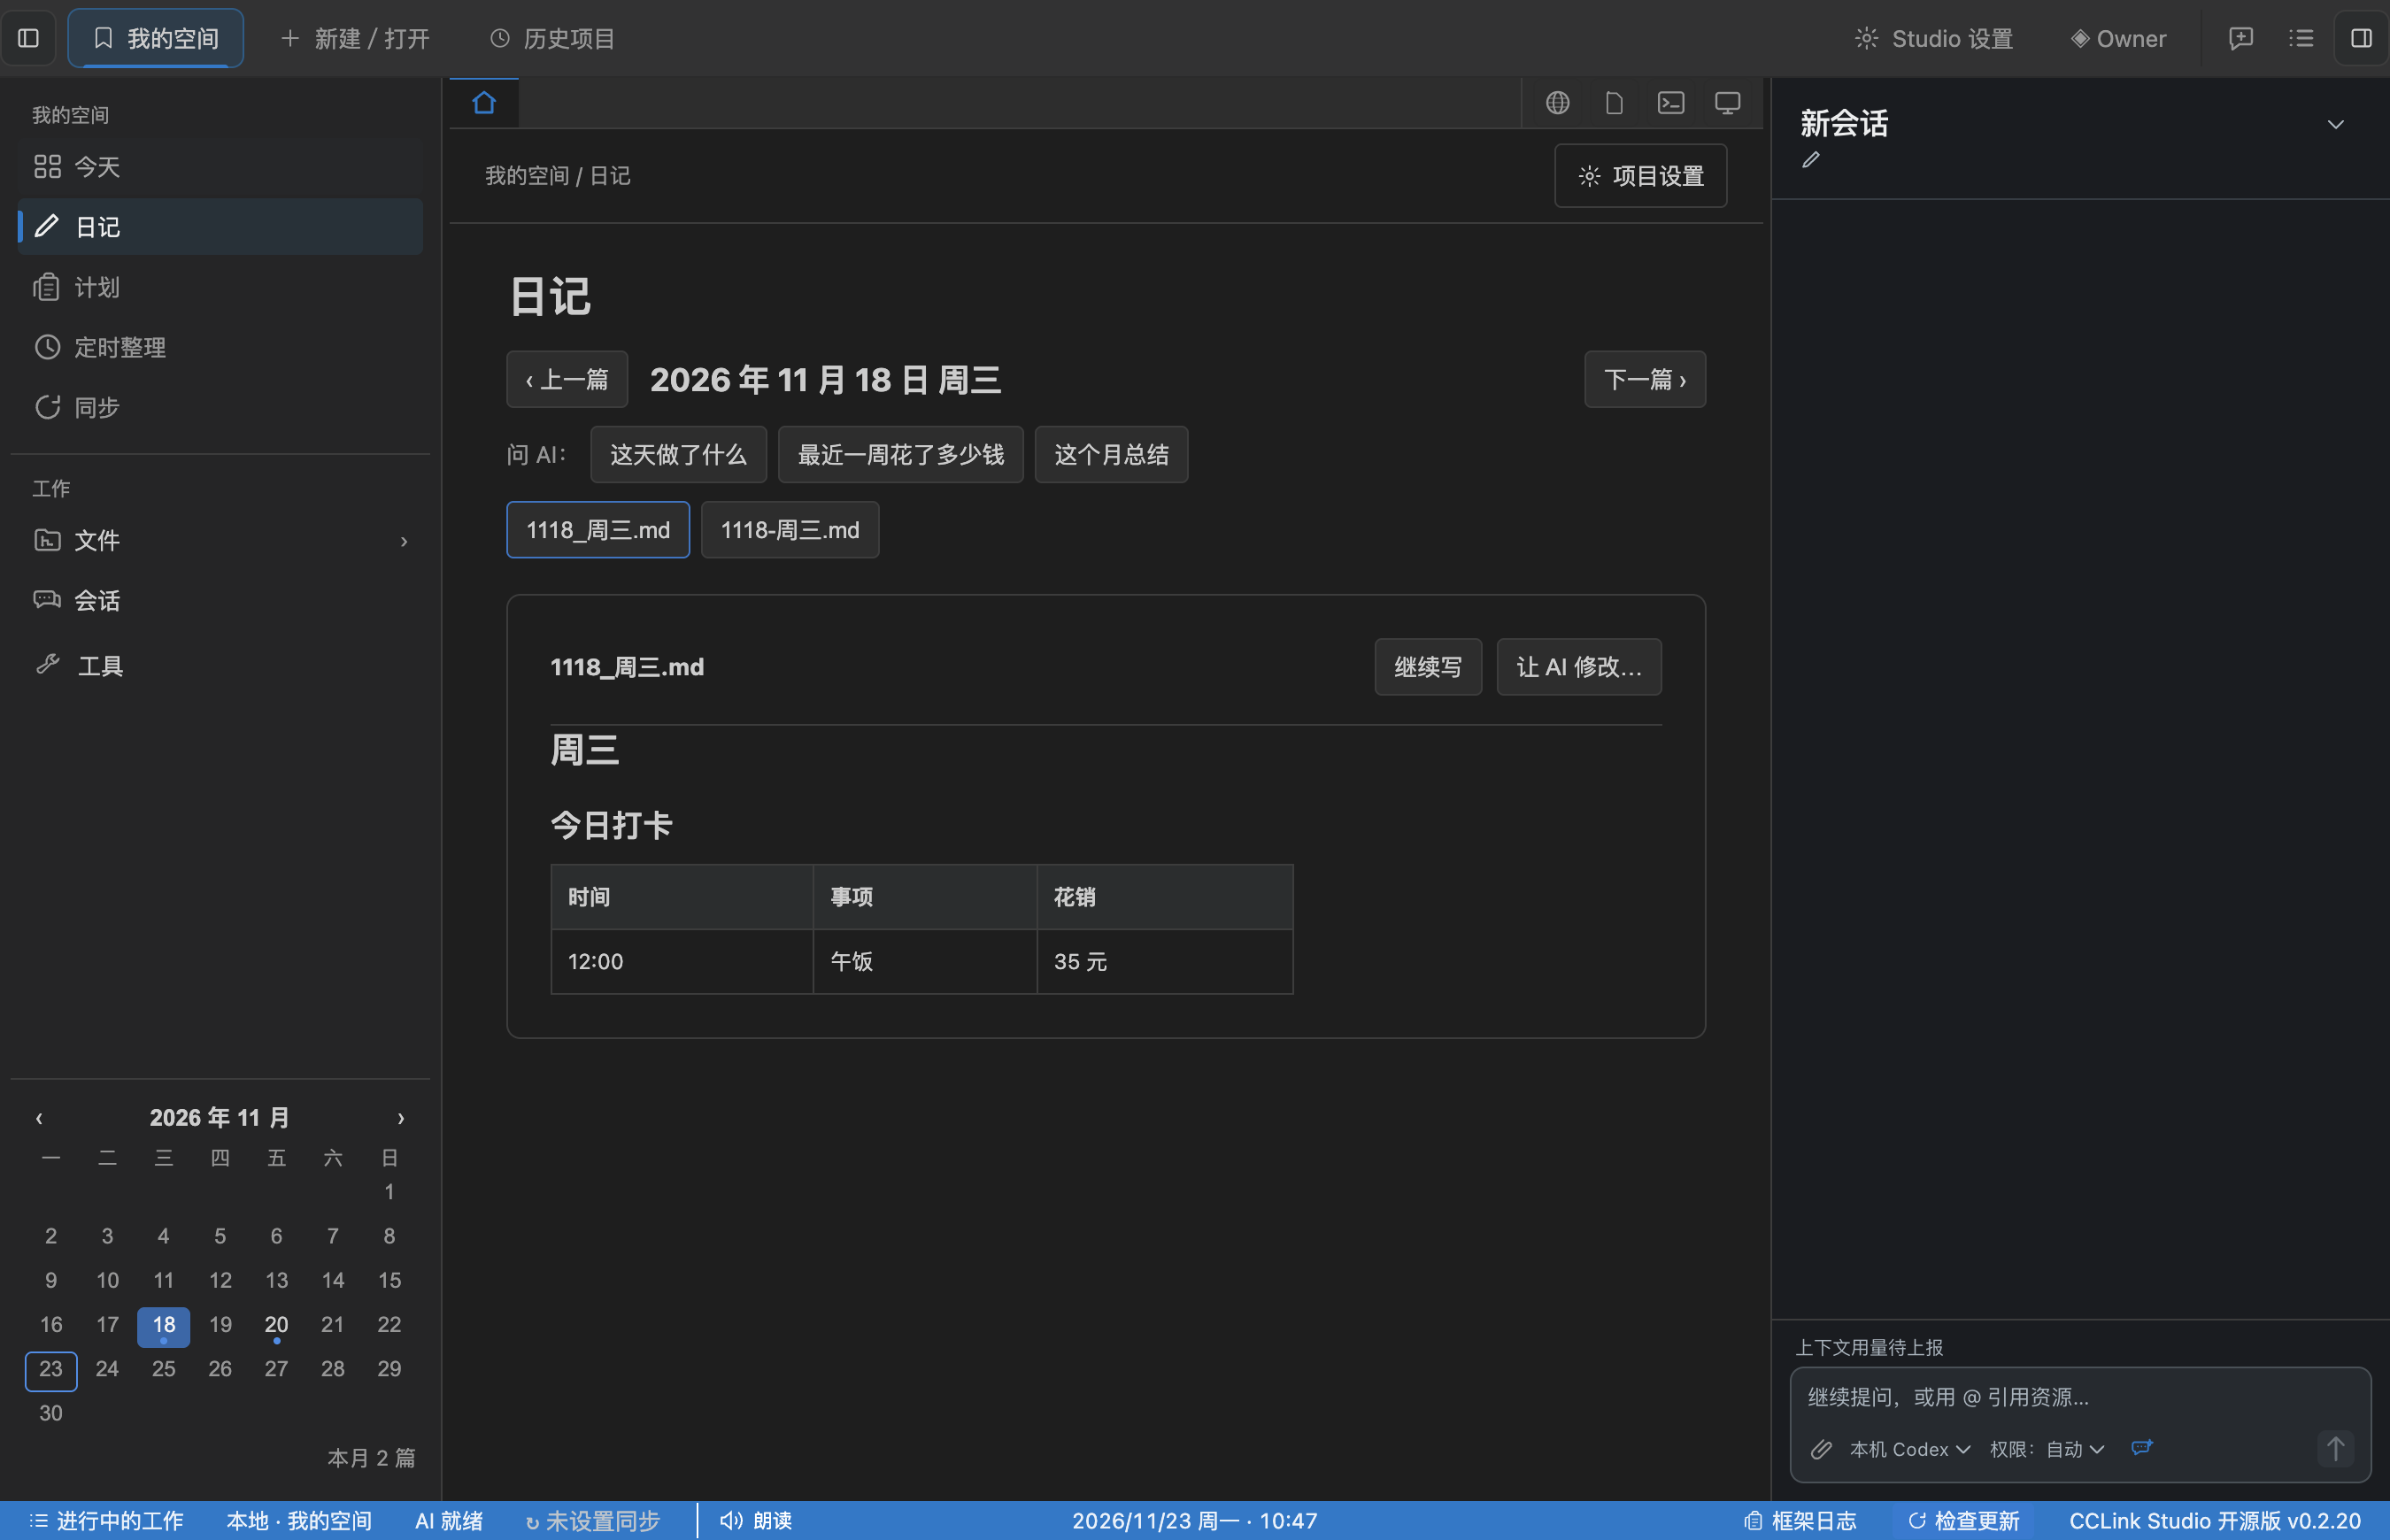 我的空间
新建 / 打开
历史项目
Studio 设置
Owner
我的空间
今天
日记
计划
定时整理
同步
工作
文件
会话
工具
‹
2026 年 11 月
›
一 二 三 四 五 六 日
1
2 3 4 5 6 7 8
9 10 11 12 13 14 15
16 17 18 19 20 21 22
23 24 25 26 27 28 29
30
本月 2 篇
我的空间 / 日记
项目设置
日记
‹ 上一篇
2026 年 11 月 18 日 周三
下一篇 ›
问 AI：
这天做了什么
最近一周花了多少钱
这个月总结
1118_周三.md
1118-周三.md
1118_周三.md
继续写
让 AI 修改...
周三
今日打卡
时间 事项 花销
12:00 午饭 35 元
新会话
上下文用量待上报
继续提问，或用 @ 引用资源...
本机 Codex
权限：自动
进行中的工作
本地 · 我的空间
AI 就绪
↻ 未设置同步
朗读
2026/11/23 周一 · 10:47
框架日志
检查更新
CCLink Studio 开源版 v0.2.20